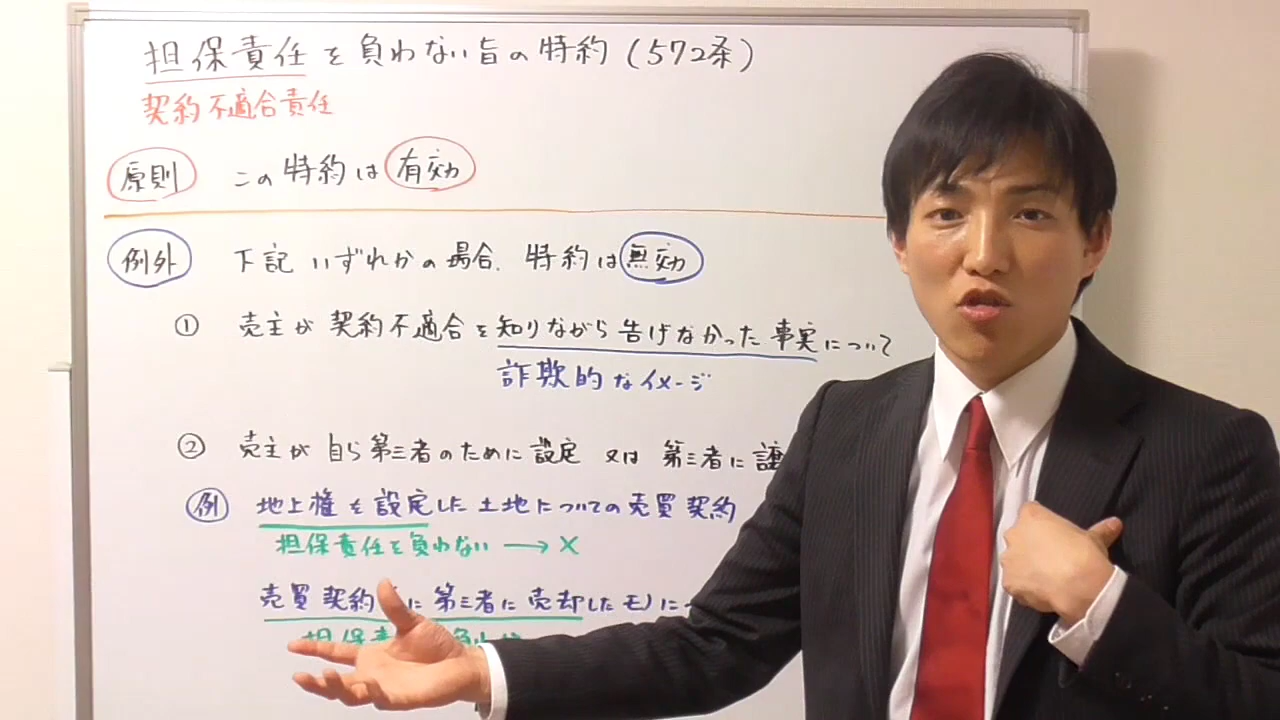 担保責任を負わない旨の特約(572条)
契約不適合責任
原則 この特約は有効
例外 下記いずれかの場合、特約は無効
① 売主が契約不適合を知りながら告げなかった事実について
詐欺的なイメージ
② 売主が自ら第三者のために設定又は第三者に譲
例 地上権を設定した土地についての売買契約
担保責任を負わない → ×
売買契約 に第三者に売却したモノに
担保責